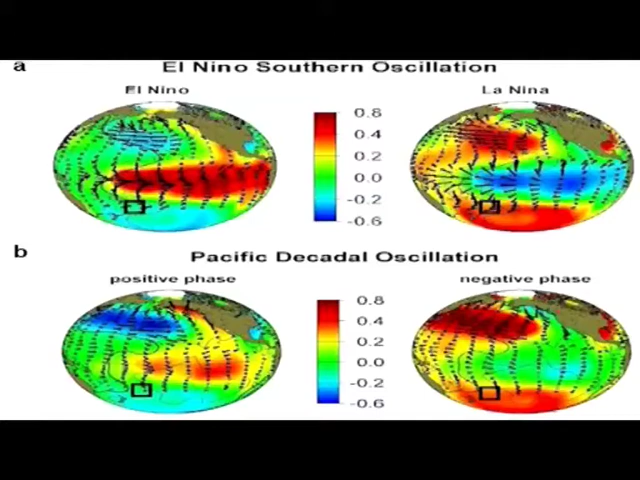 a
El Nino Southern Oscillation
El Nino
La Nina
0.8
0.4
0.2
0.0
-0.2
-0.6
b
Pacific Decadal Oscillation
positive phase
negative phase
0.8
0.4
0.2
0.0
-0.2
-0.6